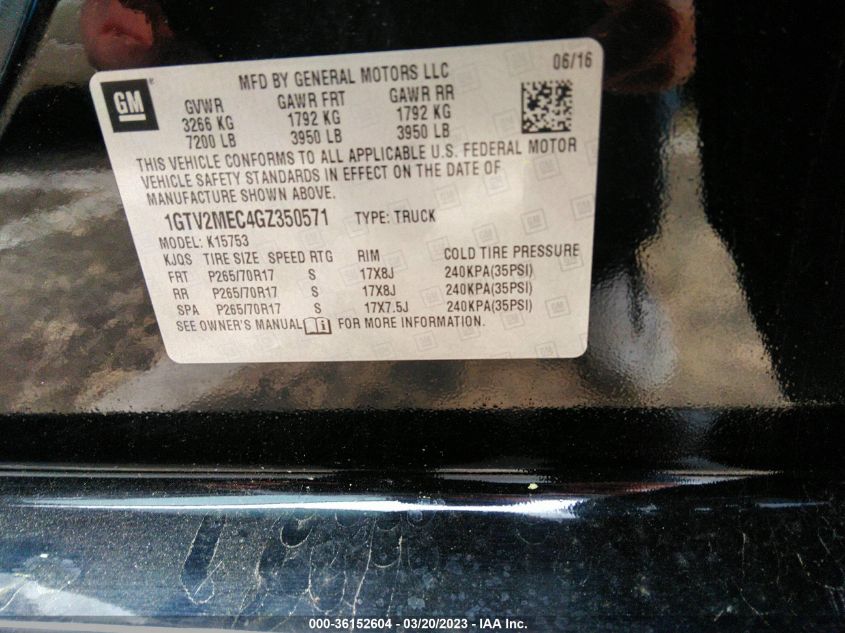 06/16
GM
MFD BY GENERAL MOTORS LLC
GVWR GAWR FRT GAWR RR
3266 KG 1792 KG 1792 KG
7200 LB 3950 LB 3950 LB
THIS VEHICLE CONFORMS TO ALL APPLICABLE U.S. FEDERAL MOTOR
VEHICLE SAFETY STANDARDS IN EFFECT ON THE DATE OF
MANUFACTURE SHOWN ABOVE.
1GTV2MEC4GZ350571 TYPE: TRUCK
MODEL: K15753
KJQS TIRE SIZE SPEED RTG RIM COLD TIRE PRESSURE
FRT P265/70R17 S 17X8J 240KPA(35PSI)
RR P265/70R17 S 17X8J 240KPA(35PSI)
SPA P265/70R17 S 17X7.5J 240KPA(35PSI)
SEE OWNER'S MANUAL FOR MORE INFORMATION.
000-36152604 - 03/20/2023 - IAA Inc.